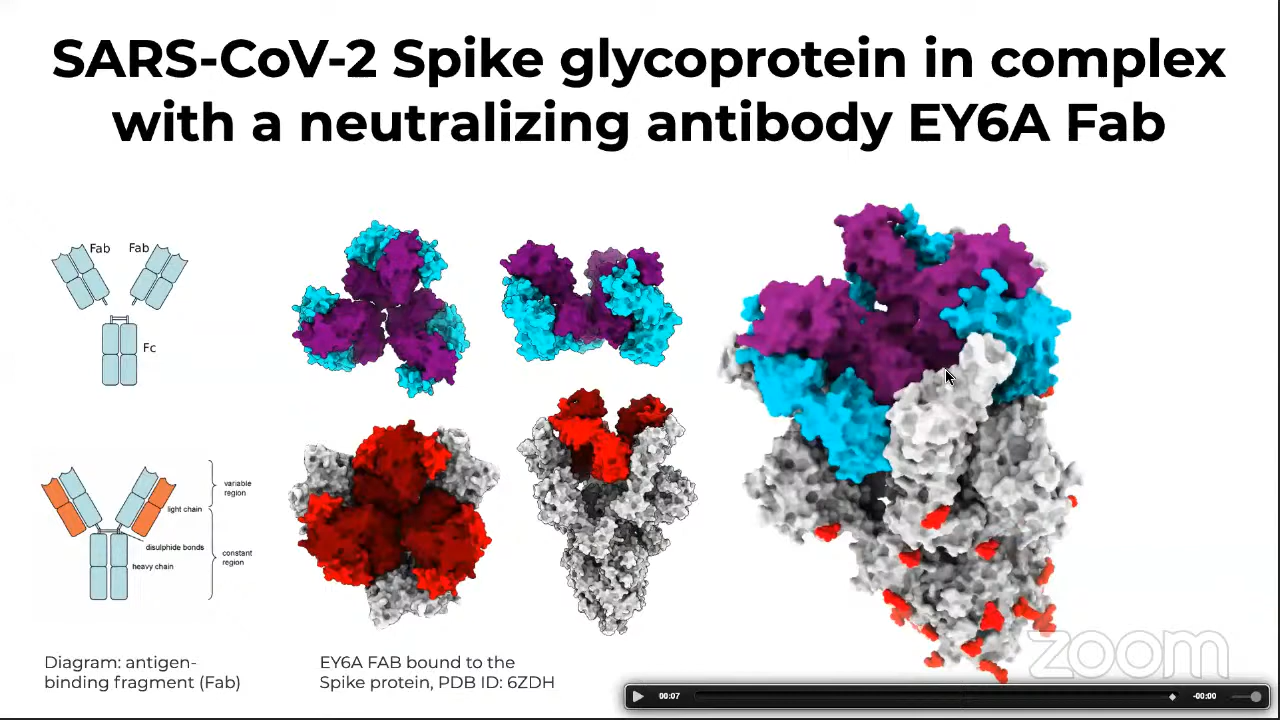 SARS-CoV-2 Spike glycoprotein in complex
with a neutralizing antibody EY6A Fab
Fab
Fab
Fc
variable
region
light chain
disulphide bonds
constant
region
heavy chain
Diagram: antigen-
binding fragment (Fab)
EY6A FAB bound to the
Spike protein, PDB ID: 6ZDH
zoom
00:07
-00:00